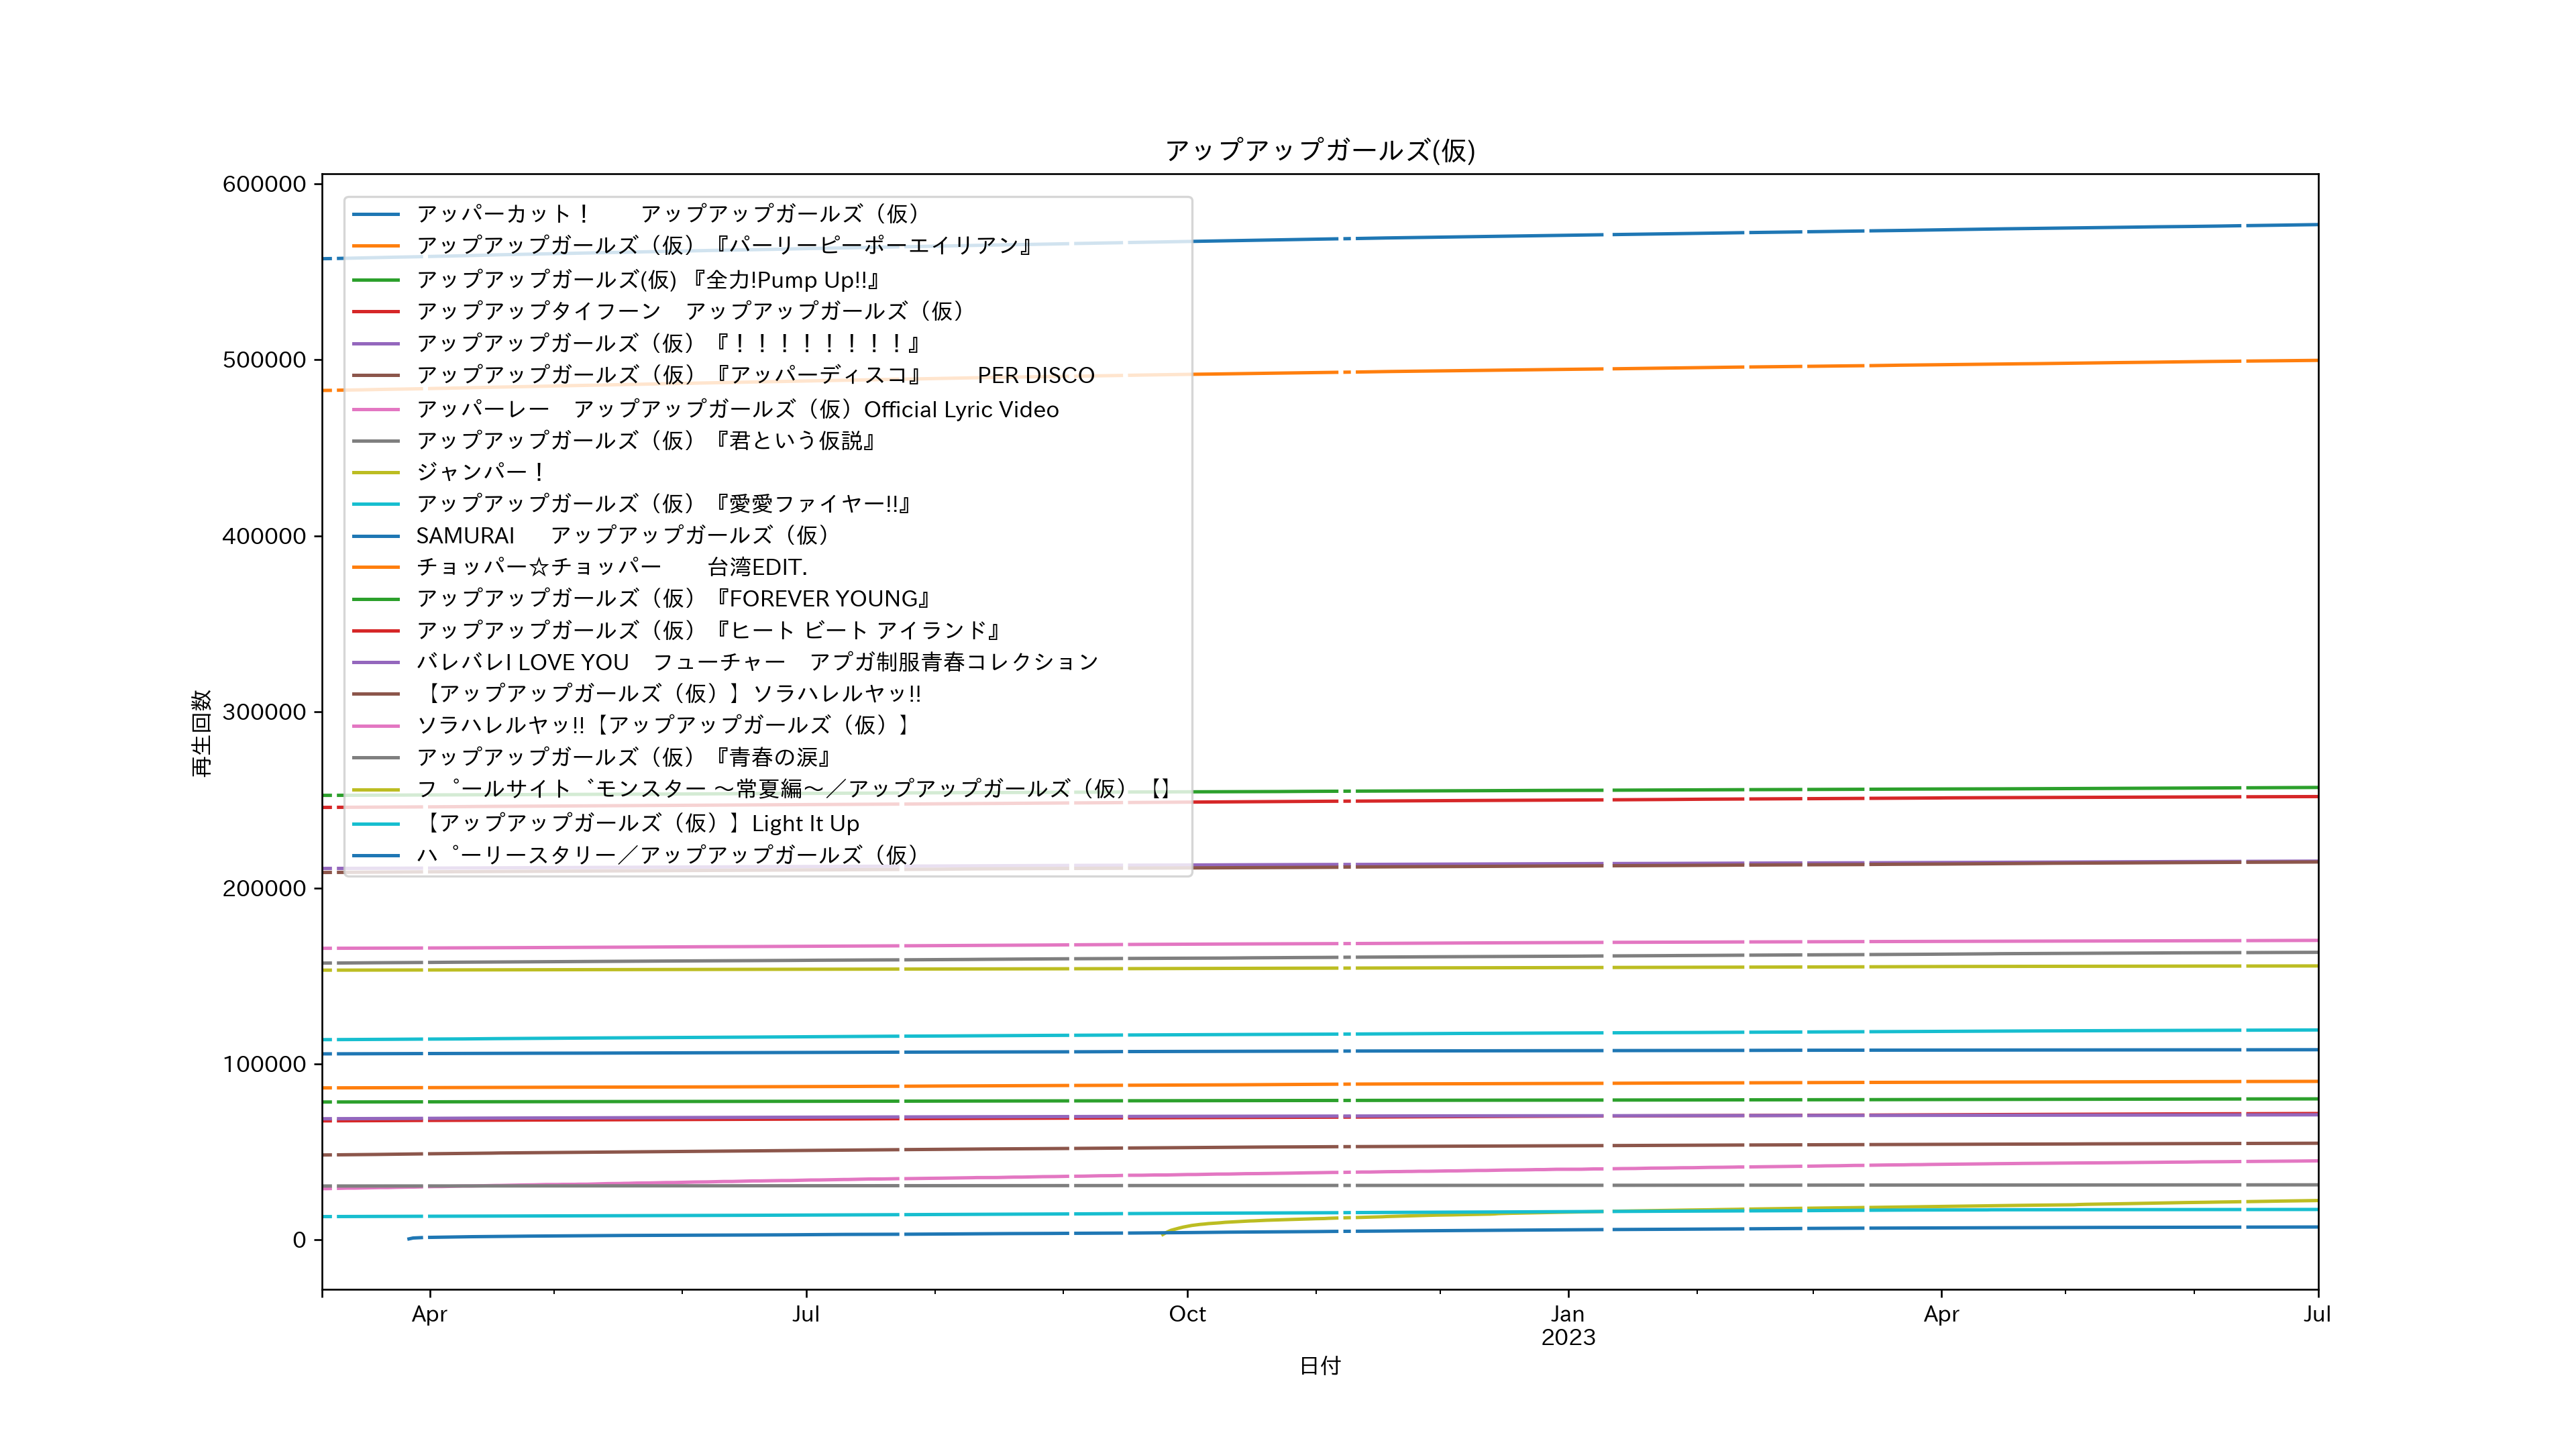 アップアップガールズ(仮)
600000
500000
400000
300000
200000
100000
0
再生回数
アッパーカット！　　アップアップガールズ（仮）
アップアップガールズ（仮）『パーリーピーポーエイリアン』
アップアップガールズ(仮) 『全力!Pump Up!!』
アップアップタイフーン　アップアップガールズ（仮）
アップアップガールズ（仮）『！！！！！！！！』
アップアップガールズ（仮）『アッパーディスコ』　　PER DISCO
アッパーレー　アップアップガールズ（仮）Official Lyric Video
アップアップガールズ（仮）『君という仮説』
ジャンパー！
アップアップガールズ（仮）『愛愛ファイヤー!!』
SAMURAI　 アップアップガールズ（仮）
チョッパー☆チョッパー　　台湾EDIT.
アップアップガールズ（仮）『FOREVER YOUNG』
アップアップガールズ（仮）『ヒート ビート アイランド』
バレバレI LOVE YOU　フューチャー　アプガ制服青春コレクション
【アップアップガールズ（仮）】ソラハレルヤッ!!
ソラハレルヤッ!!【アップアップガールズ（仮）】
アップアップガールズ（仮）『青春の涙』
フ゜ールサイト゛モンスター 〜常夏編〜／アップアップガールズ（仮）【】
【アップアップガールズ（仮）】Light It Up
ハ゜ーリースタリー／アップアップガールズ（仮）
Apr
Jul
Oct
Jan
2023
Apr
Jul
日付